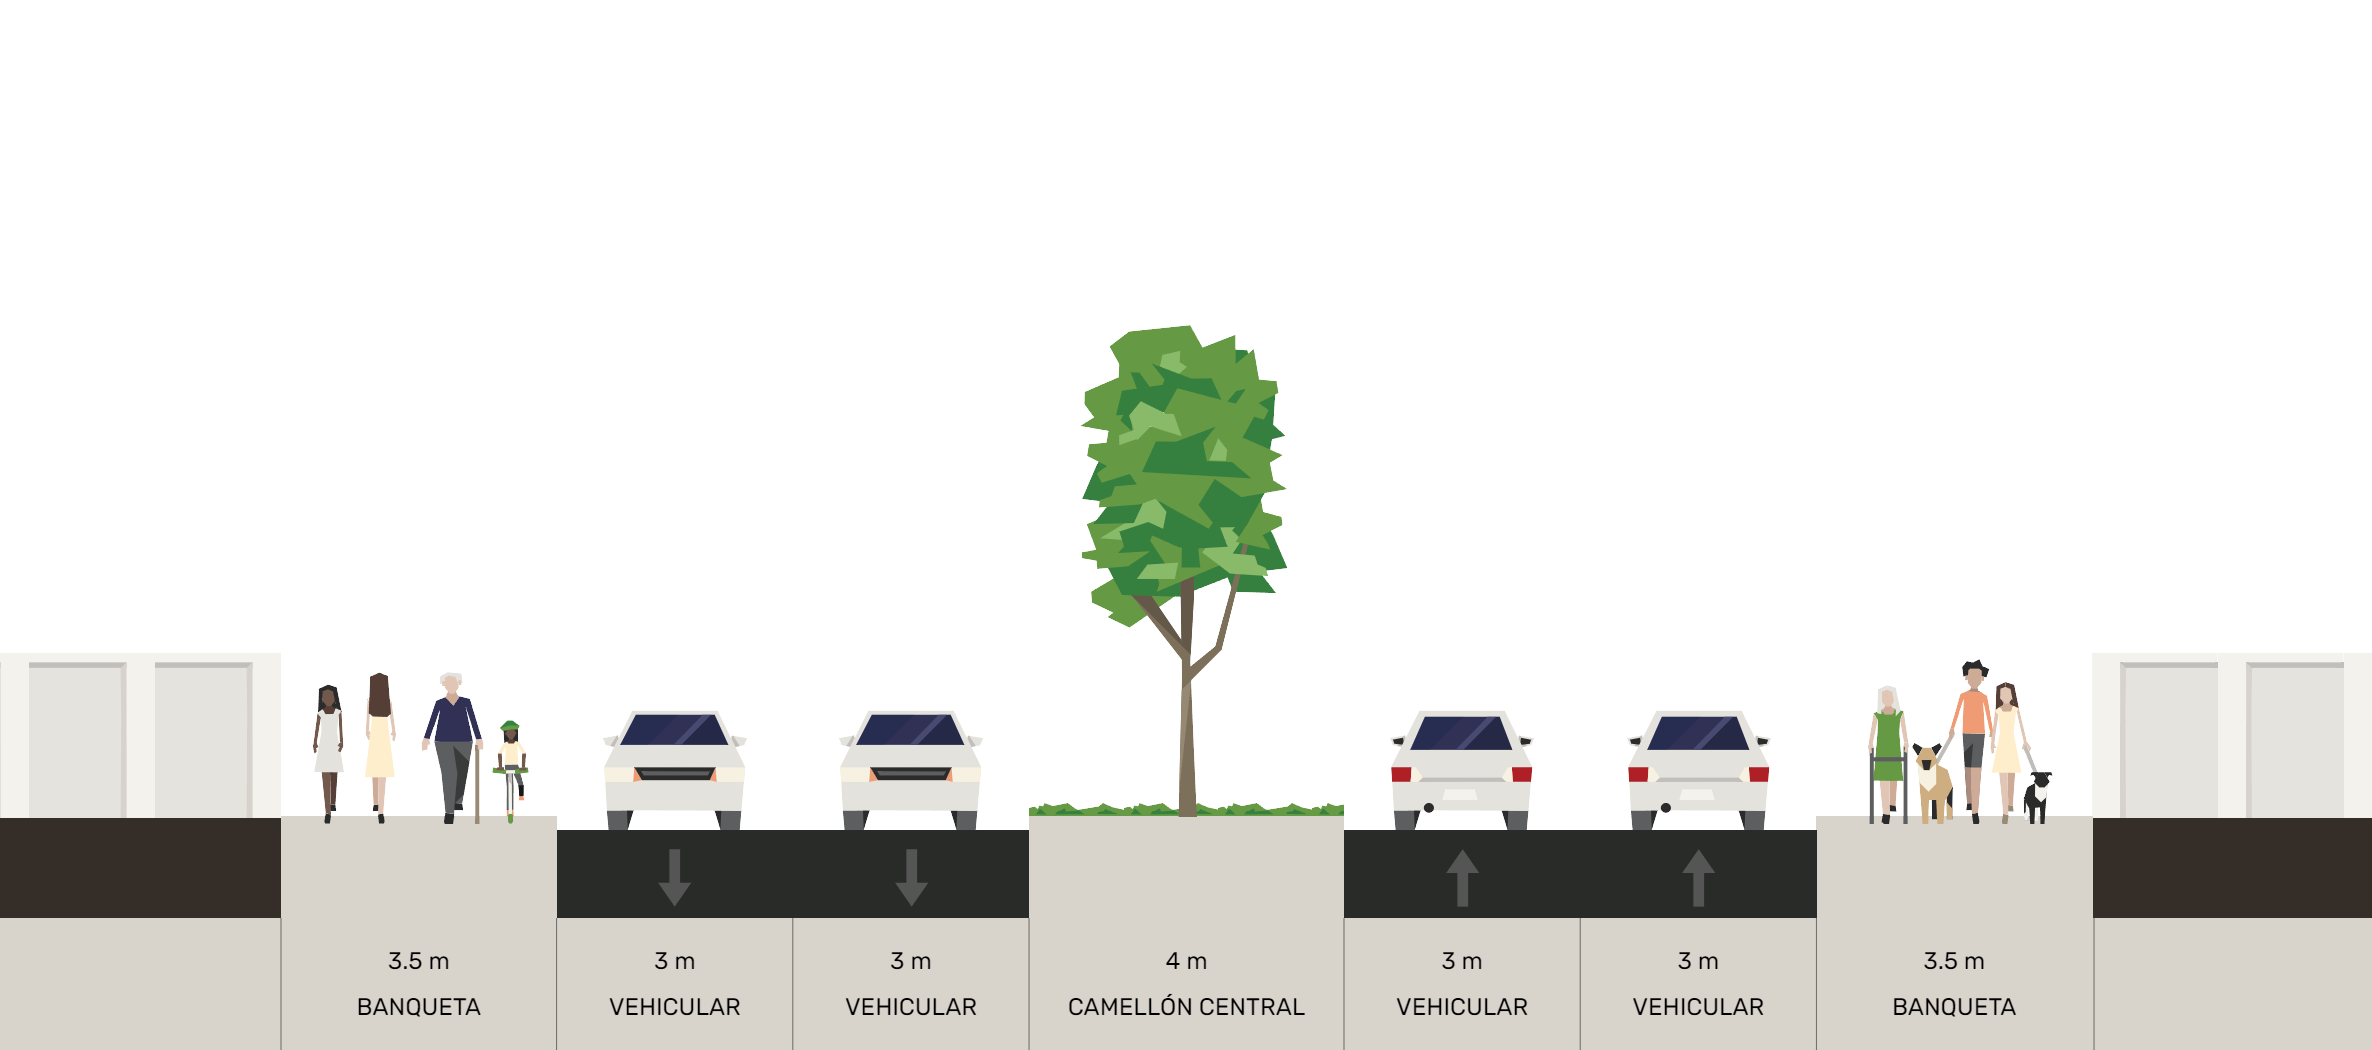 3.5 m
BANQUETA
3 m
VEHICULAR
3 m
VEHICULAR
4 m
CAMELLÓN CENTRAL
3 m
VEHICULAR
3 m
VEHICULAR
3.5 m
BANQUETA